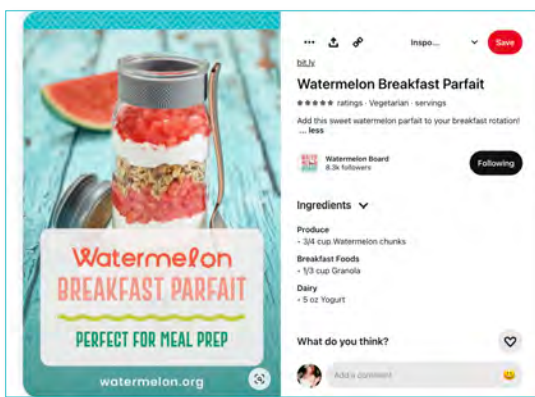 Watermelon
BREAKFAST PARFAIT
PERFECT FOR MEAL PREP
watermelon.org
Inspo...
Save
bit.ly
Watermelon Breakfast Parfait
ratings · Vegetarian · servings
Add this sweet watermelon parfait to your breakfast rotation!
... less
Watermelon Board
8.3k followers
Following
Ingredients
Produce
- 3/4 cup Watermelon chunks
Breakfast Foods
- 1/3 cup Granola
Dairy
- 5 oz Yogurt
What do you think?
Add a comment